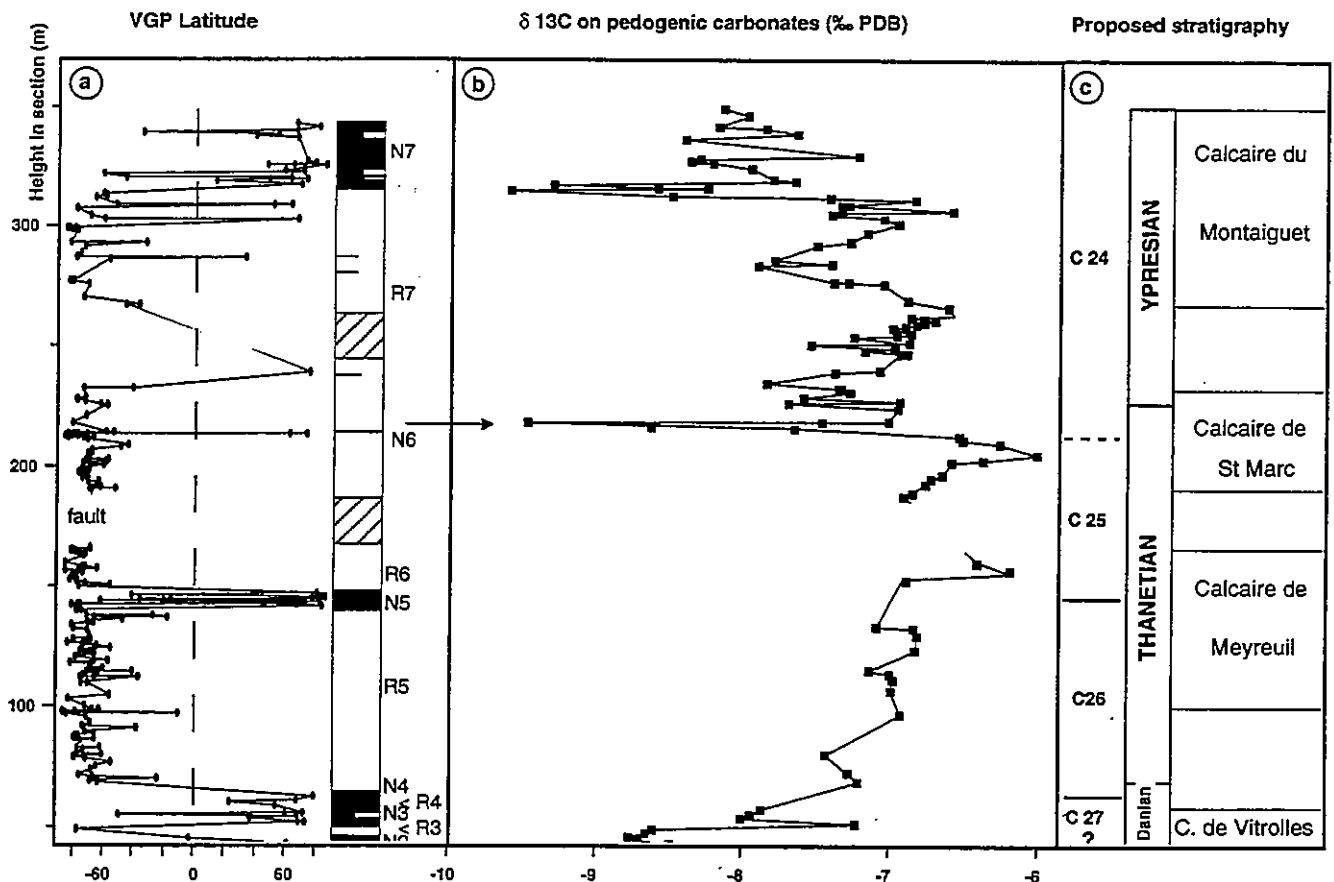 VGP Latitude
δ 13C on pedogenic carbonates (‰ PDB)
Proposed stratigraphy
Height In section (m)
a
b
c
300
200
100
fault
N7
R7
N6
R6
N5
R5
N4
R4
N3
R3
-60
0
60
-10
-9
-8
-7
-6
C 24
C 25
C26
C 27
?
YPRESIAN
THANETIAN
Danian
Calcaire du
Montaiguet
Calcaire de
St Marc
Calcaire de
Meyreuil
C. de Vitrolles